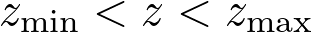 z_min < z < z_max